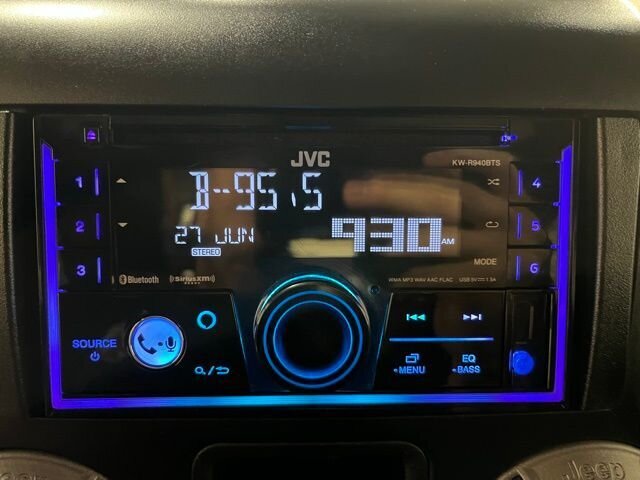 JVC
KW-R940BTS
1
2
3
B-95.5
27 JUN
STEREO
930 AM
4
5
6
MODE
Bluetooth
((SiriusXM))
WMA MP3 WAV AAC FLAC
USB 5V⎓1.5A
SOURCE
MENU
EQ
BASS
Jeep